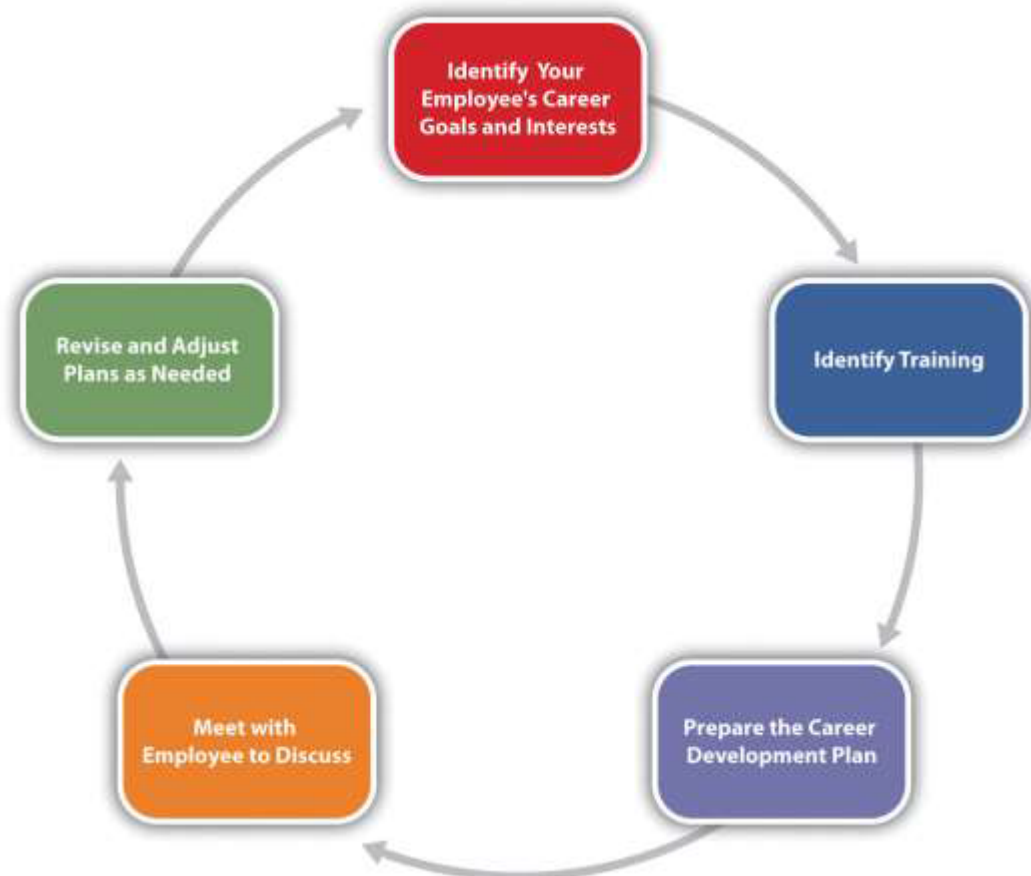 Identify Your
Employee's Career
Goals and Interests
Identify Training
Prepare the Career
Development Plan
Meet with
Employee to Discuss
Revise and Adjust
Plans as Needed